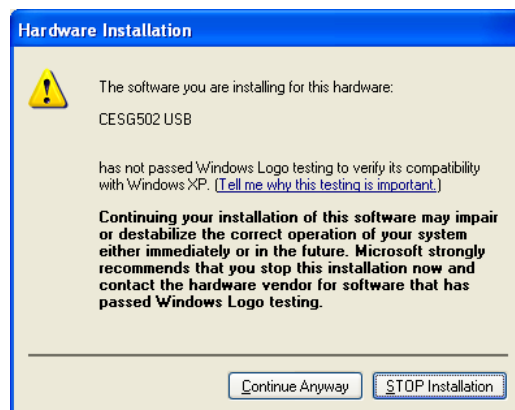 Hardware Installation
The software you are installing for this hardware:
CESG502 USB
has not passed Windows Logo testing to verify its compatibility
with Windows XP. (Tell me why this testing is important.)
Continuing your installation of this software may impair
or destabilize the correct operation of your system
either immediately or in the future. Microsoft strongly
recommends that you stop this installation now and
contact the hardware vendor for software that has
passed Windows Logo testing.
Continue Anyway
STOP Installation